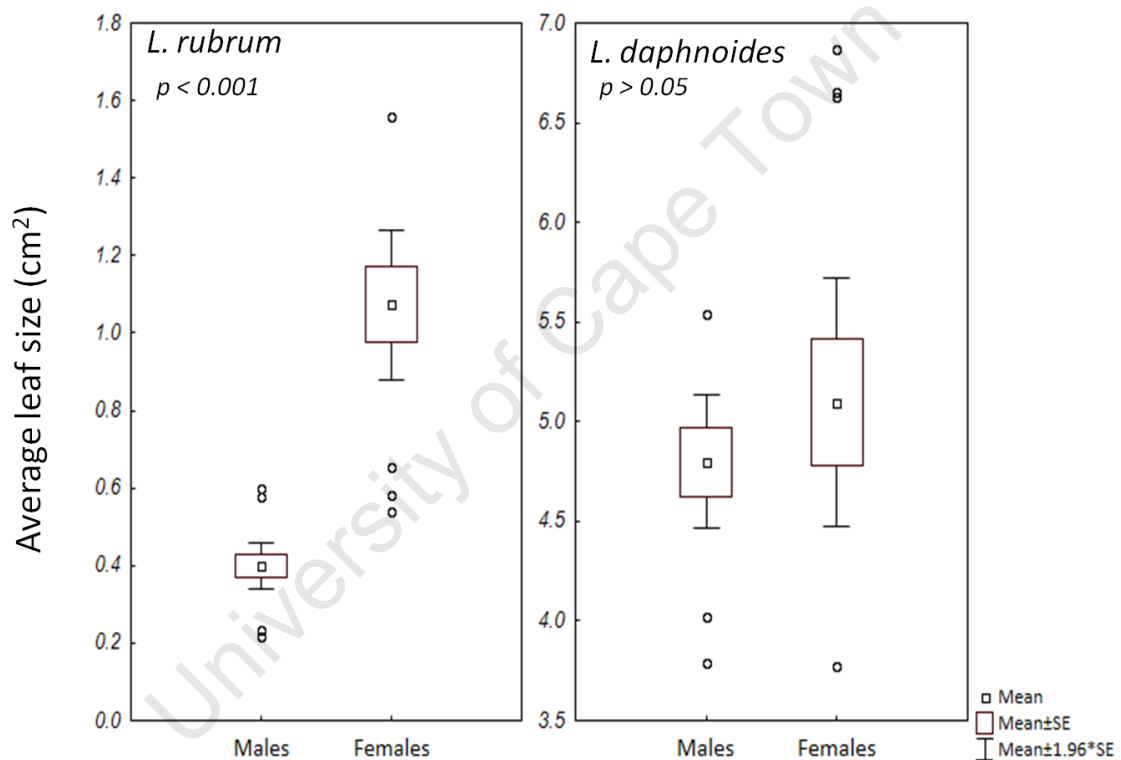 Average leaf size (cm²)
L. rubrum
p < 0.001
1.8
1.6
1.4
1.2
1.0
0.8
0.6
0.4
0.2
0.0
Males Females
L. daphnoides
p > 0.05
7.0
6.5
6.0
5.5
5.0
4.5
4.0
3.5
Males Females
Mean
Mean±SE
Mean±1.96*SE
University of Cape Town